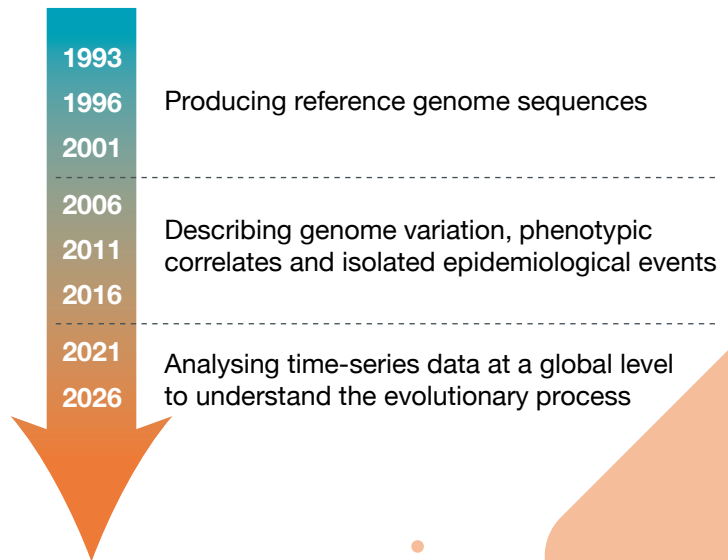 1993
1996
Producing reference genome sequences
2001
2006
Describing genome variation, phenotypic
correlates and isolated epidemiological events
2011
2016
2021
Analysing time-series data at a global level
to understand the evolutionary process
2026